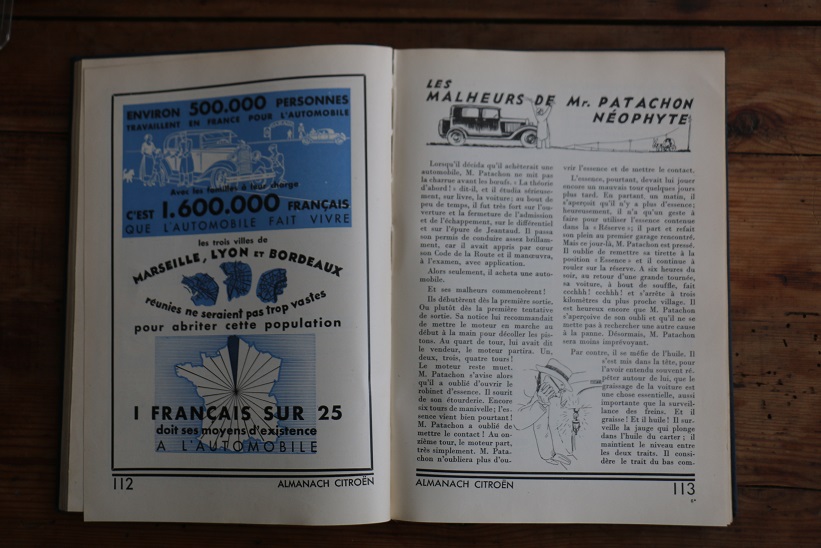 ENVIRON 500.000 PERSONNES
TRAVAILLENT EN FRANCE POUR L'AUTOMOBILE
Avec les familles à leur charge
C'EST 1.600.000 FRANÇAIS
QUE L'AUTOMOBILE FAIT VIVRE
les trois villes de
MARSEILLE, LYON ET BORDEAUX
réunies ne seraient pas trop vastes
pour abriter cette population
1 FRANÇAIS SUR 25
doit ses moyens d'existence
A L'AUTOMOBILE
112
ALMANACH CITROËN
LES
MALHEURS DE Mr. PATACHON
NÉOPHYTE
Lorsqu'il décida qu'il achèterait une
automobile, M. Patachon ne mit pas
la charrue avant les bœufs. « La théorie
d'abord ! » dit-il, et il étudia sérieuse-
ment, sur livre, la voiture; au bout de
peu de temps, il fut très fort sur l'ou-
verture et la fermeture de l'admission
et de l'échappement, sur le différentiel
et sur l'épure de Jeantaud. Il passa
son permis de conduire assez brillam-
ment, car il avait appris par cœur
son Code de la Route et il manœuvra,
à l'examen, avec application.
Alors seulement, il acheta une auto-
mobile.
Et ses malheurs commencèrent !
Ils débutèrent dès la première sortie.
Ou plutôt dès la première tentative
de sortie. Sa notice lui recommandait
de mettre le moteur en marche au
début à la main pour décoller les pis-
tons. Au quart de tour, lui avait dit
le vendeur, le moteur partira. Un,
deux, trois, quatre tours !
Le moteur reste muet.
M. Patachon s'avise alors
qu'il a oublié d'ouvrir le
robinet d'essence. Il sourit
de son étourderie. Encore
six tours de manivelle; l'es-
sence vient bien pourtant !
M. Patachon a oublié de
mettre le contact ! Au on-
zième tour, le moteur part,
très simplement. M. Pata-
chon n'oubliera plus d'ou-
vrir l'essence et de mettre le contact.
L'essence, pourtant, devait lui jouer
encore un mauvais tour quelques jours
plus tard. En partant, un matin, il
s'aperçoit qu'il n'y a plus d'essence;
heureusement, il n'a qu'un geste à
faire pour utiliser l'essence contenue
dans la « Réserve »; il part et refait
son plein au premier garage rencontré.
Mais ce jour-là, M. Patachon est pressé.
Il oublie de remettre sa tirette à la
position « Essence » et il continue à
rouler sur la réserve. A six heures du
soir, au retour d'une grande tournée,
sa voiture, à bout de souffle, fait
ccchhh ! ccchhh ! et s'arrête à trois
kilomètres du plus proche village. Il
est heureux encore que M. Patachon
s'aperçoive de son oubli et qu'il ne se
mette pas à rechercher une autre cause
à la panne. Désormais, M. Patachon
sera moins imprévoyant.
Par contre, il se méfie de l'huile. Il
s'est mis dans la tête, pour
l'avoir entendu souvent ré-
péter autour de lui, que le
graissage de la voiture est
une chose essentielle, aussi
importante que la surveil-
lance des freins. Et il
graisse ! Et il huile ! Il sur-
veille la jauge qui plonge
dans l'huile du carter; il
maintient le niveau entre
les deux traits. Il consi-
dère le trait du bas com-
ALMANACH CITROËN
113